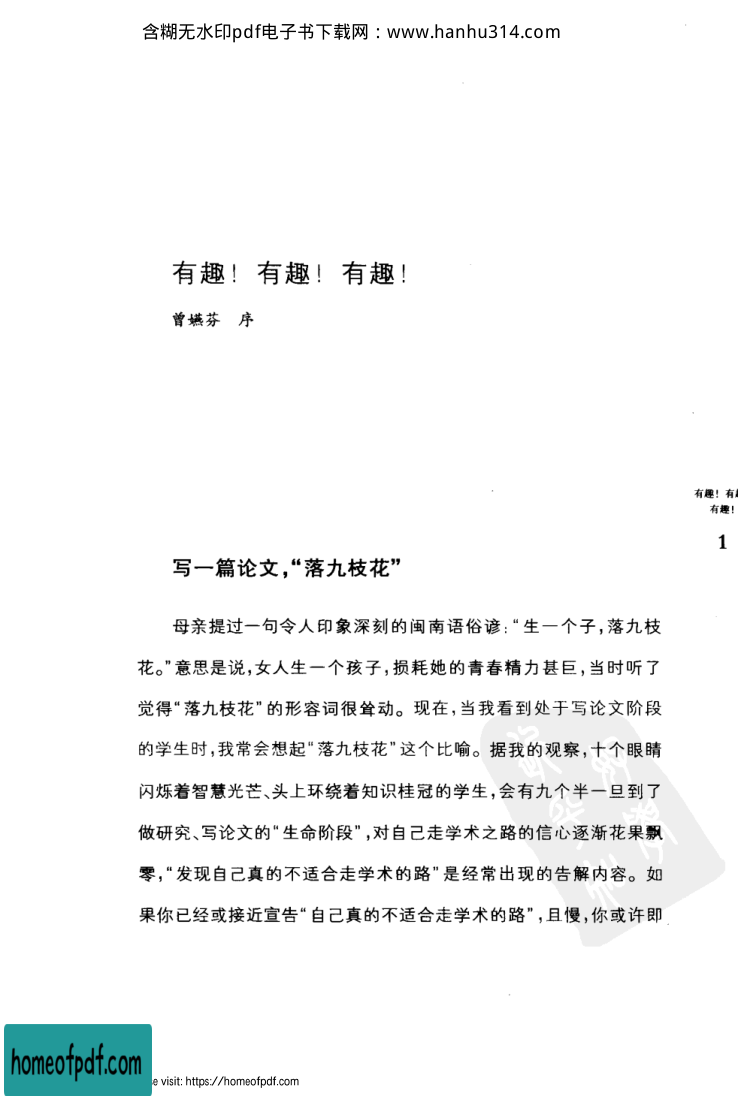 含糊无水印pdf电子书下载网：www.hanhu314.com
有趣！有趣！有趣！
曾嬿芬 序
有趣！有
有趣！
1
写一篇论文,“落九枝花”
母亲提过一句令人印象深刻的闽南语俗谚:“生一个子,落九枝
花。”意思是说,女人生一个孩子,损耗她的青春精力甚巨,当时听了
觉得“落九枝花”的形容词很耸动。现在,当我看到处于写论文阶段
的学生时,我常会想起“落九枝花”这个比喻。据我的观察,十个眼睛
闪烁着智慧光芒、头上环绕着知识桂冠的学生,会有九个半一旦到了
做研究、写论文的“生命阶段”,对自己走学术之路的信心逐渐花果飘
零,“发现自己真的不适合走学术的路”是经常出现的告解内容。如
果你已经或接近宣告“自己真的不适合走学术的路”,且慢,你或许即
homeofpdf.com
e visit: https://homeofpdf.com